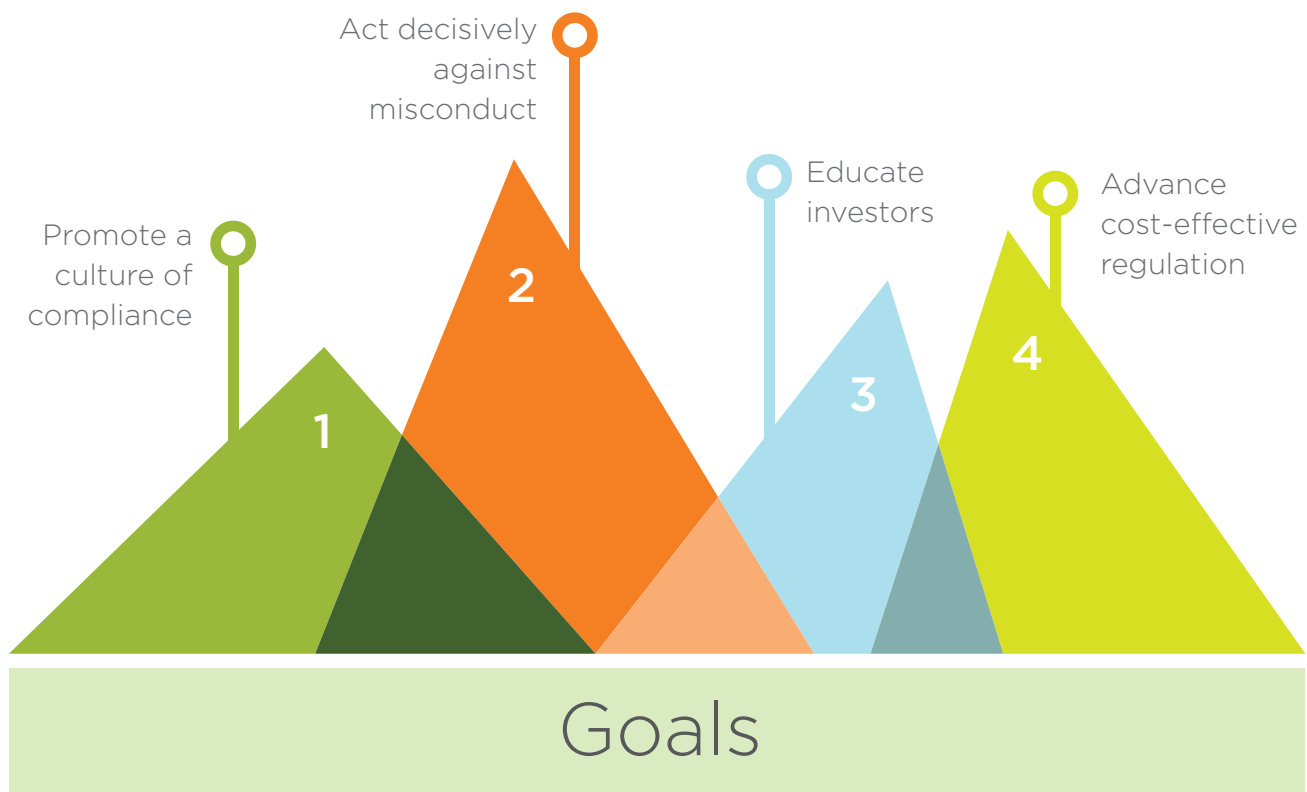 Promote a
culture of
compliance
1
Act decisively
against
misconduct
2
Educate
investors
3
Advance
cost-effective
regulation
4
Goals